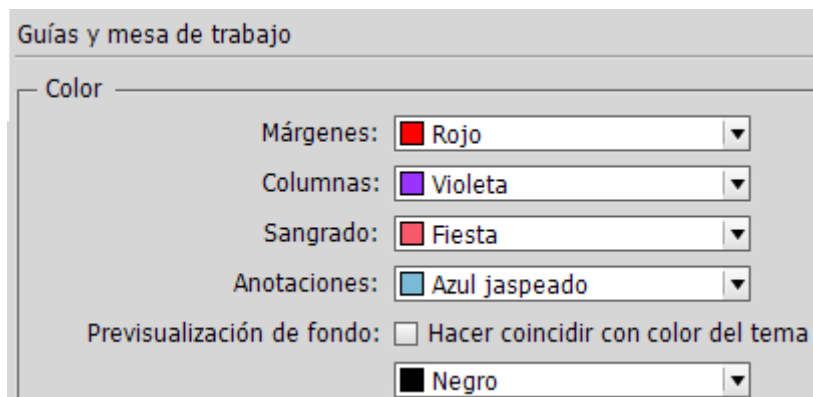 Guías y mesa de trabajo
Color
Márgenes: Rojo
Columnas: Violeta
Sangrado: Fiesta
Anotaciones: Azul jaspeado
Previsualización de fondo: Hacer coincidir con color del tema
Negro